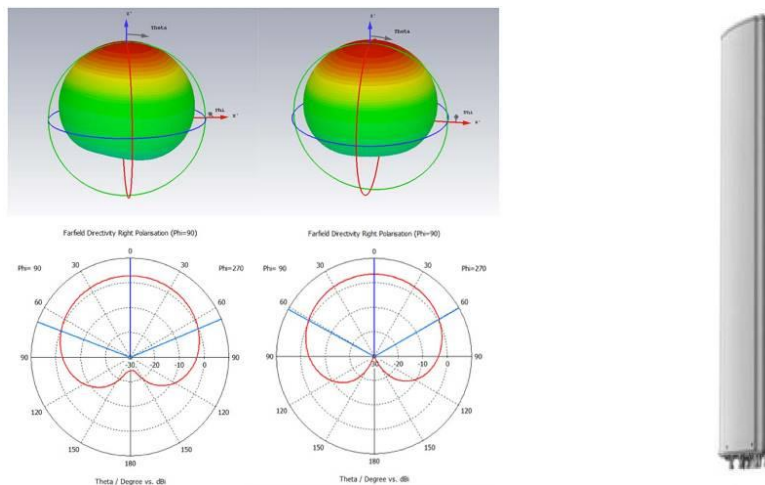 z'
Theta
Phi
x'
z'
Theta
x'
Farfield Directivity Right Polarisation (Phi=90)
Phi= 90 30 0 30 Phi=270
60 60
90 -30 -20 -10 0 90
120 120
150 180 150
Theta / Degree vs. dBi
Farfield Directivity Right Polarisation (Phi=90)
Phi= 90 30 0 30 Phi=270
60 60
90 -30 -20 -10 0 90
120 120
150 180 150
Theta / Degree vs. dBi